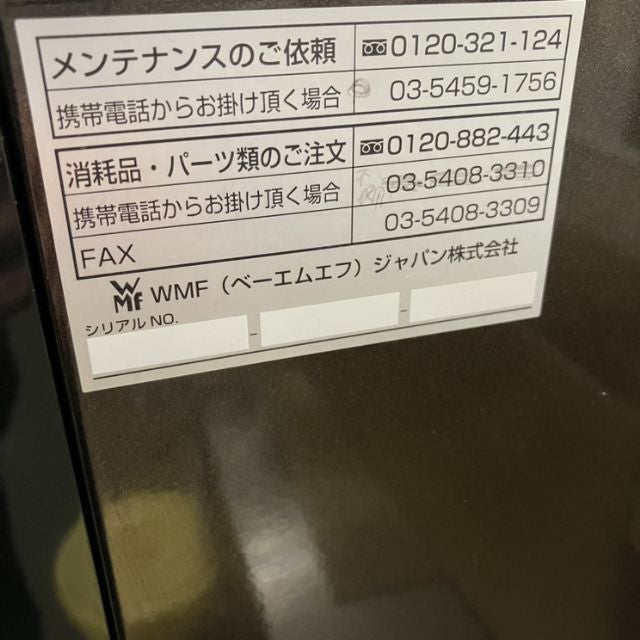 メンテナンスのご依頼 0120-321-124
携帯電話からお掛け頂く場合 03-5459-1756
消耗品・パーツ類のご注文 0120-882-443
携帯電話からお掛け頂く場合 03-5408-3310
FAX 03-5408-3309
WMF WMF（ベーエムエフ）ジャパン株式会社
シリアルNO. - -